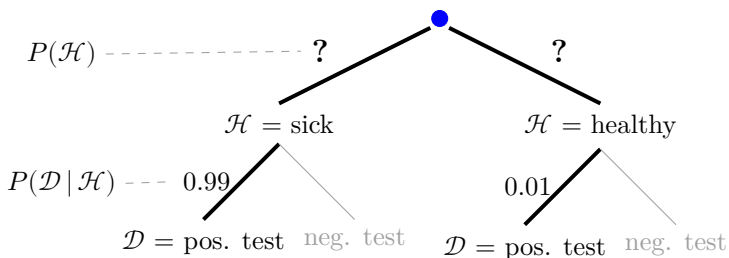 P(ℋ) ? ?
ℋ = sick ℋ = healthy
P(𝒟 | ℋ) 0.99 0.01
𝒟 = pos. test neg. test 𝒟 = pos. test neg. test